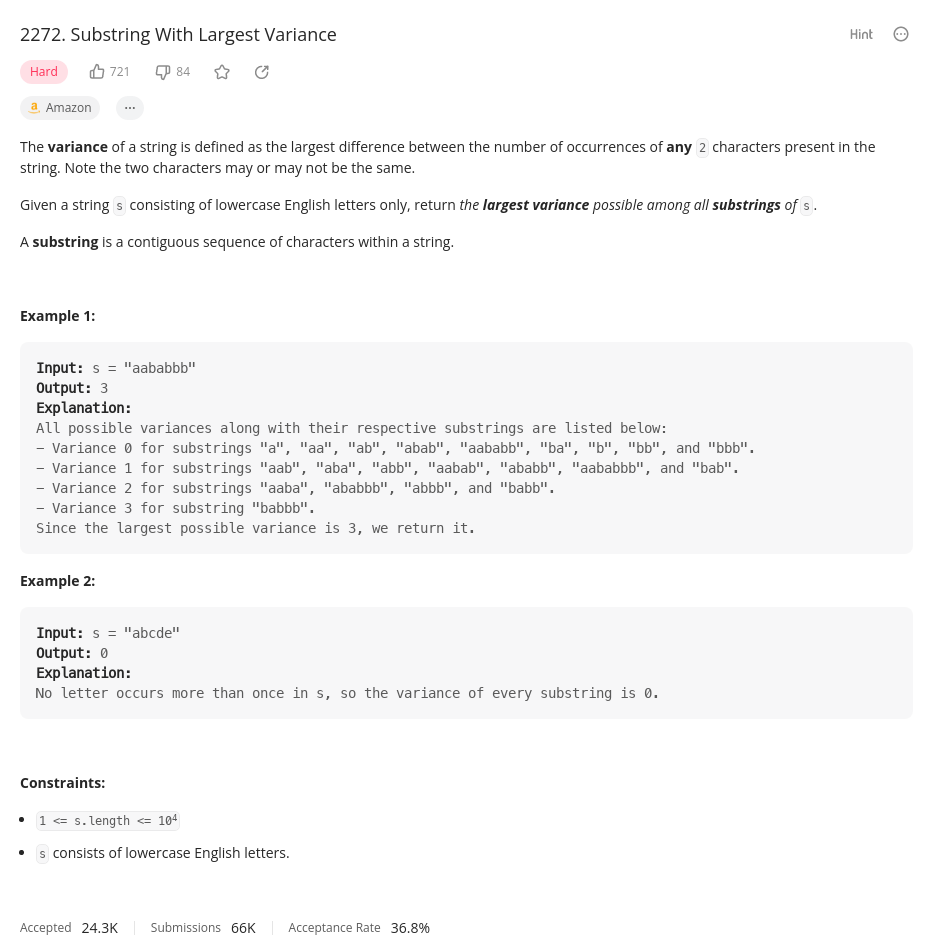 2272. Substring With Largest Variance
Hint
Hard 721 84
a Amazon ...
The variance of a string is defined as the largest difference between the number of occurrences of any 2 characters present in the
string. Note the two characters may or may not be the same.
Given a string s consisting of lowercase English letters only, return the largest variance possible among all substrings of s.
A substring is a contiguous sequence of characters within a string.
Example 1:
Input: s = "aababbb"
Output: 3
Explanation:
All possible variances along with their respective substrings are listed below:
- Variance 0 for substrings "a", "aa", "ab", "abab", "aababb", "ba", "b", "bb", and "bbb".
- Variance 1 for substrings "aab", "aba", "abb", "aabab", "ababb", "aababbb", and "bab".
- Variance 2 for substrings "aaba", "ababbb", "abbb", and "babb".
- Variance 3 for substring "babbb".
Since the largest possible variance is 3, we return it.
Example 2:
Input: s = "abcde"
Output: 0
Explanation:
No letter occurs more than once in s, so the variance of every substring is 0.
Constraints:
• 1 <= s.length <= 10⁴
• s consists of lowercase English letters.
Accepted 24.3K Submissions 66K Acceptance Rate 36.8%